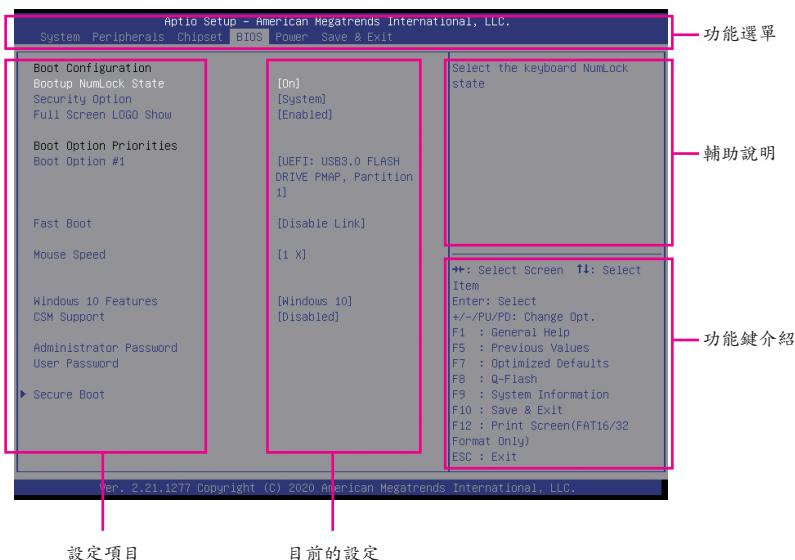 Aptio Setup – American Megatrends International, LLC.
System Peripherals Chipset BIOS Power Save & Exit
功能選單
Boot Configuration
Bootup NumLock State [On]
Security Option [System]
Full Screen LOGO Show [Enabled]
Boot Option Priorities
Boot Option #1 [UEFI: USB3.0 FLASH
DRIVE PMAP, Partition
1]
Fast Boot [Disable Link]
Mouse Speed [1 X]
Windows 10 Features [Windows 10]
CSM Support [Disabled]
Administrator Password
User Password
Secure Boot
Select the keyboard NumLock
state
輔助說明
→←: Select Screen ↑↓: Select
Item
Enter: Select
+/-/PU/PD: Change Opt.
F1 : General Help
F5 : Previous Values
F7 : Optimized Defaults
F8 : Q-Flash
F9 : System Information
F10 : Save & Exit
F12 : Print Screen(FAT16/32
Format Only)
ESC : Exit
功能鍵介紹
Ver. 2.21.1277 Copyright (C) 2020 American Megatrends International, LLC.
設定項目
目前的設定